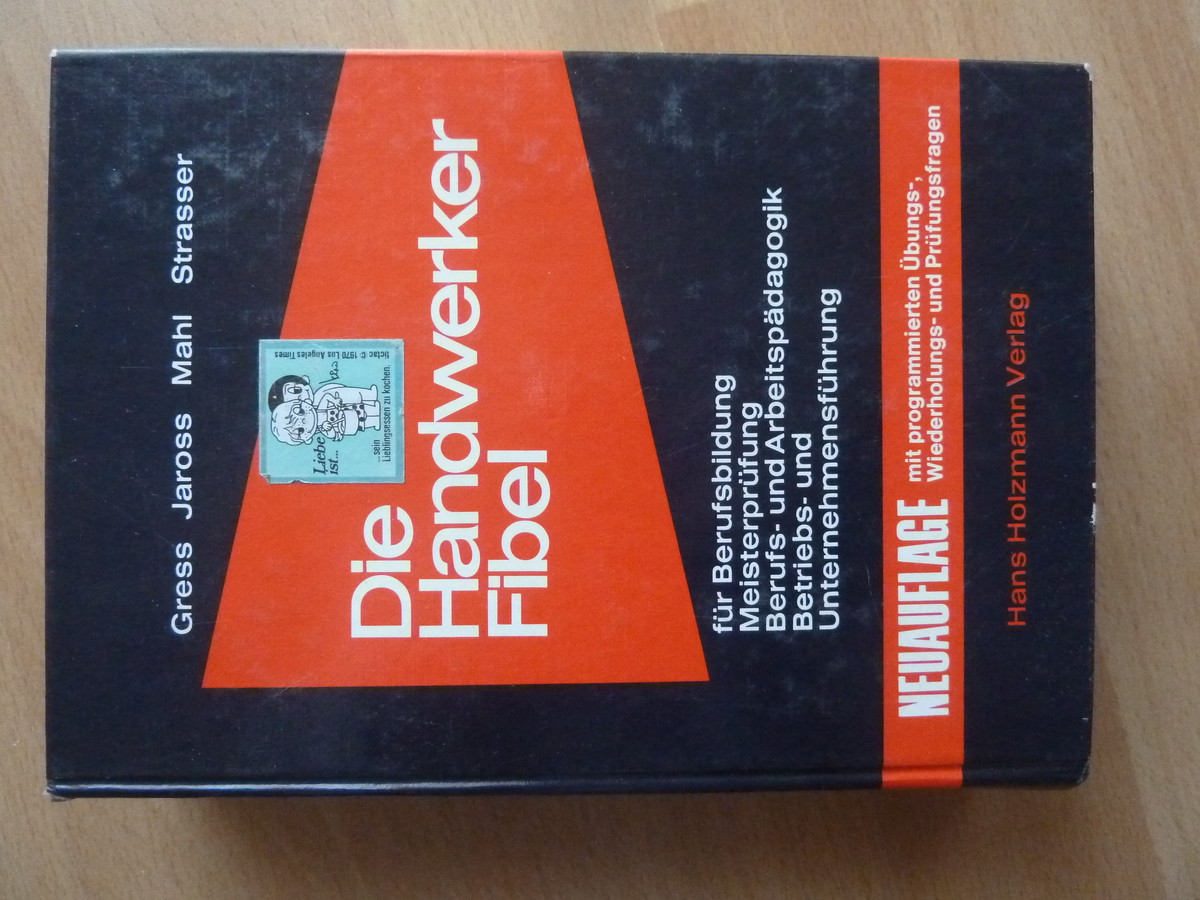 Gress Jaross Mahl Strasser
Die
Handwerker
Fibel
tictac © 1970 Los Angeles Times
Liebe
ist...
...sein
Lieblingsessen zu kochen.
für Berufsbildung
Meisterprüfung
Berufs- und Arbeitspädagogik
Betriebs- und
Unternehmensführung
NEUAUFLAGE
mit programmierten Übungs-,
Wiederholungs- und Prüfungsfragen
Hans Holzmann Verlag